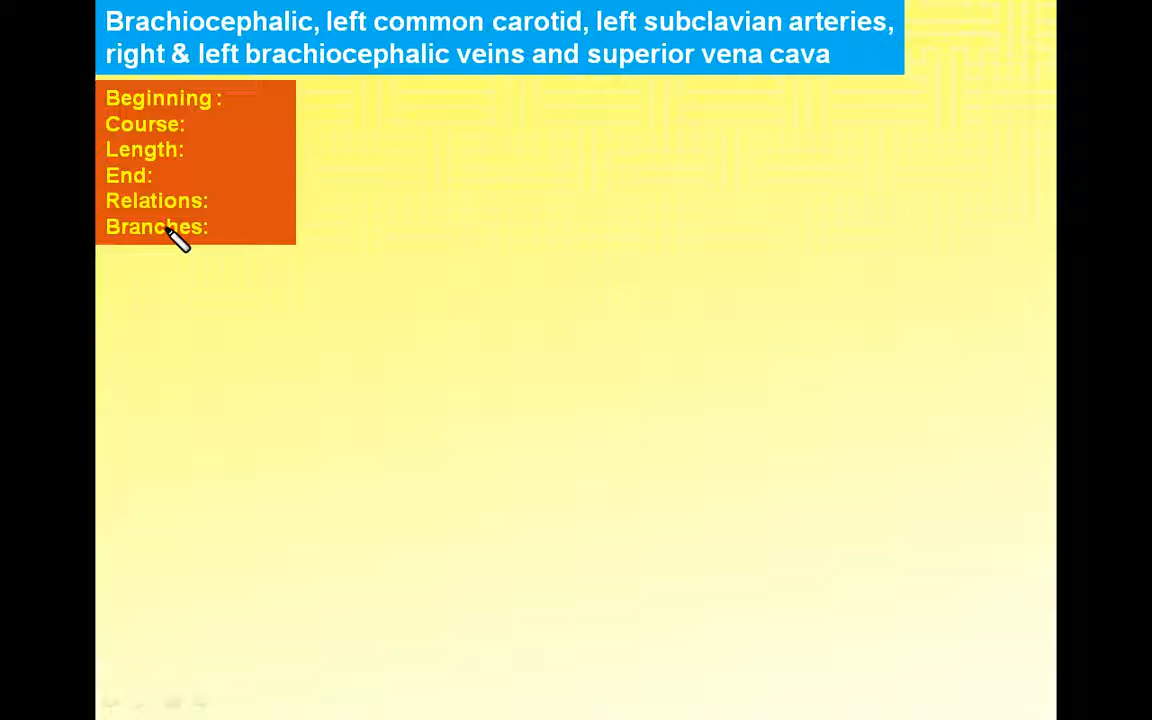 Brachiocephalic, left common carotid, left subclavian arteries,
right & left brachiocephalic veins and superior vena cava
Beginning :
Course:
Length:
End:
Relations:
Branches: